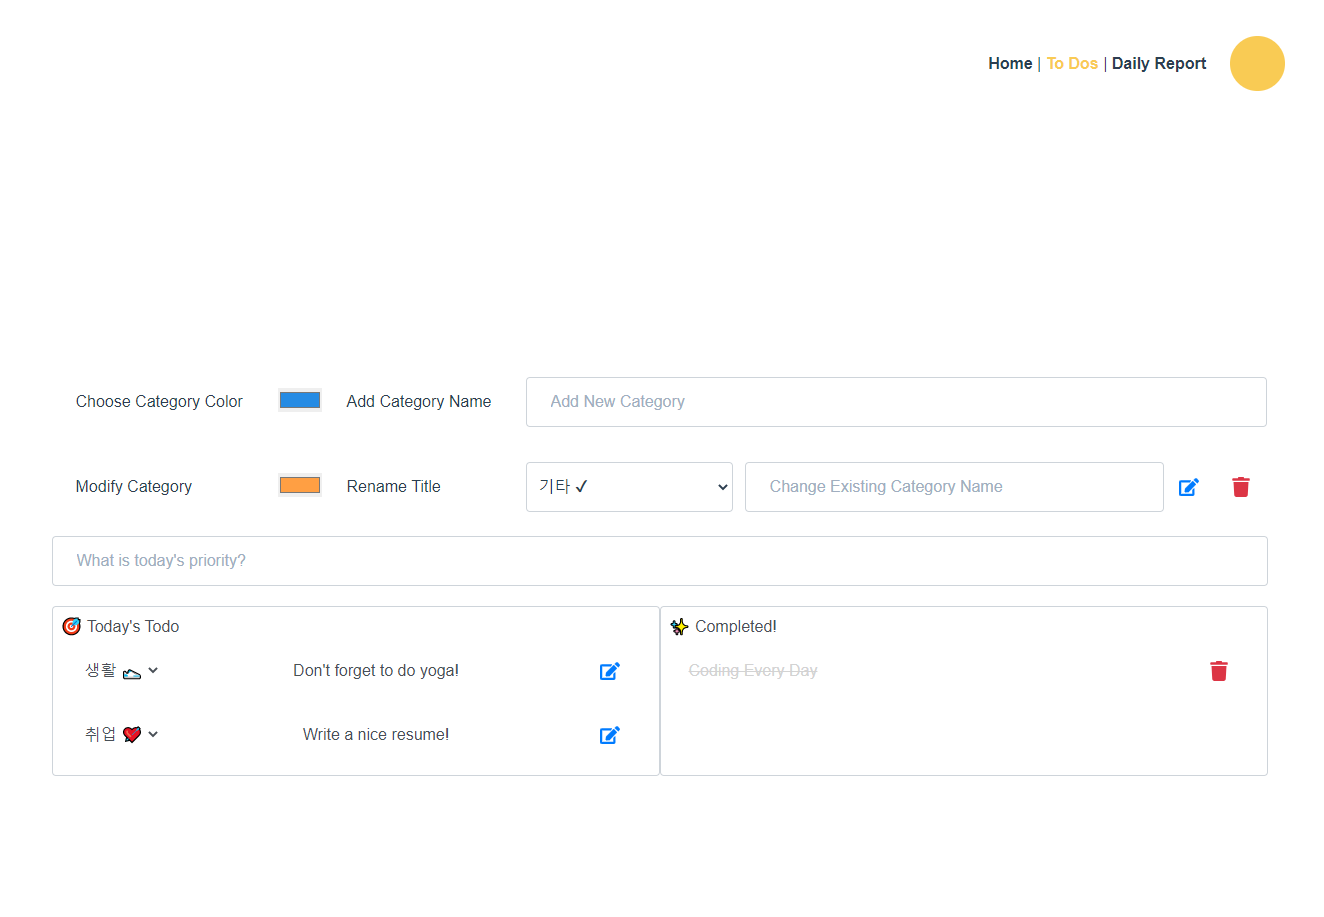 Home | To Dos | Daily Report
Choose Category Color Add Category Name Add New Category
Modify Category Rename Title 기타 ✓ Change Existing Category Name
What is today's priority?
🎯 Today's Todo
생활 👟 Don't forget to do yoga!
취업 💘 Write a nice resume!
✨ Completed!
Coding Every Day